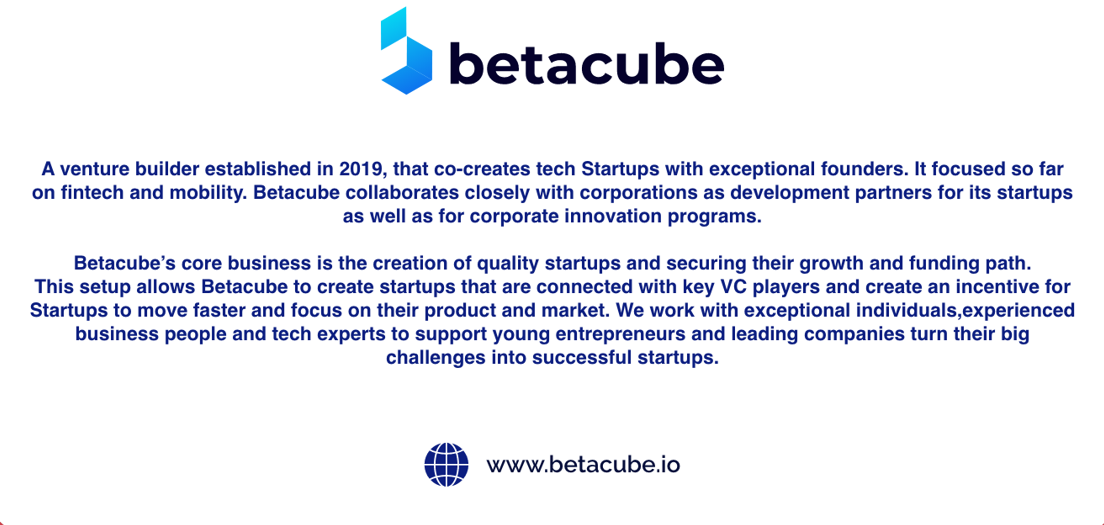 betacube
A venture builder established in 2019, that co-creates tech Startups with exceptional founders. It focused so far
on fintech and mobility. Betacube collaborates closely with corporations as development partners for its startups
as well as for corporate innovation programs.
Betacube’s core business is the creation of quality startups and securing their growth and funding path.
This setup allows Betacube to create startups that are connected with key VC players and create an incentive for
Startups to move faster and focus on their product and market. We work with exceptional individuals,experienced
business people and tech experts to support young entrepreneurs and leading companies turn their big
challenges into successful startups.
www.betacube.io